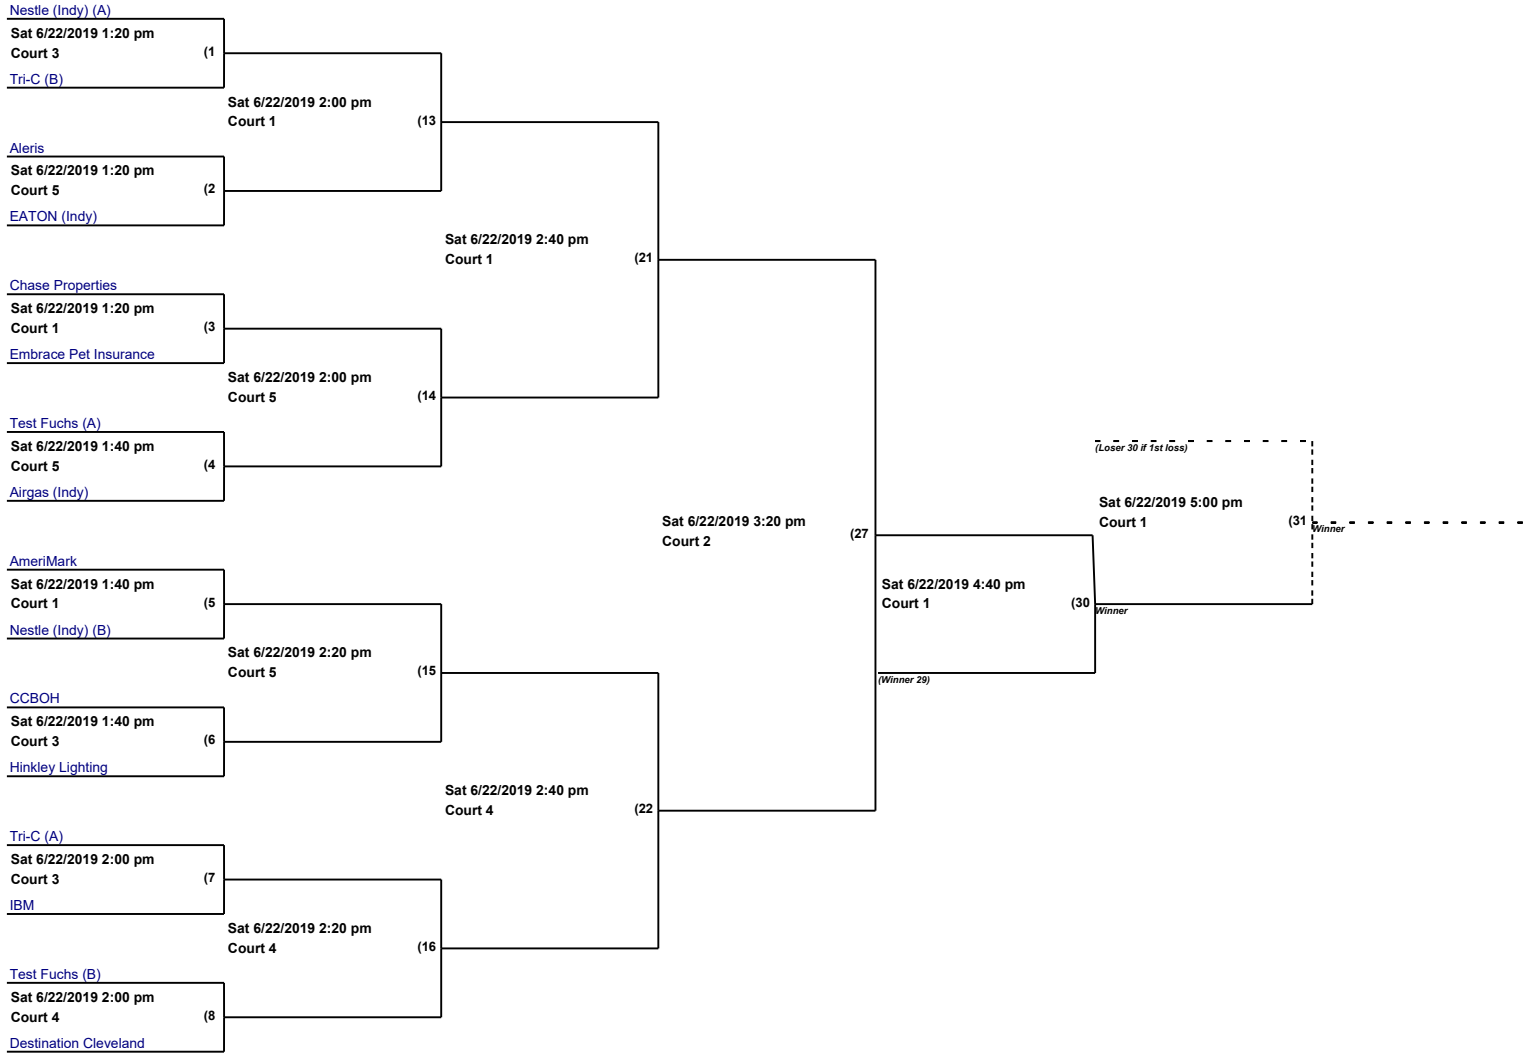 Nestle (Indy) (A)
Sat 6/22/2019 1:20 pm
Court 3
(1
Tri-C (B)
Sat 6/22/2019 2:00 pm
Court 1
(13
Aleris
Sat 6/22/2019 1:20 pm
Court 5
(2
EATON (Indy)
Sat 6/22/2019 2:40 pm
Court 1
(21
Chase Properties
Sat 6/22/2019 1:20 pm
Court 1
(3
Embrace Pet Insurance
Sat 6/22/2019 2:00 pm
Court 5
(14
Test Fuchs (A)
Sat 6/22/2019 1:40 pm
Court 5
(4
Airgas (Indy)
Sat 6/22/2019 3:20 pm
Court 2
(27
(Loser 30 if 1st loss)
Sat 6/22/2019 5:00 pm
Court 1
(31
Winner
AmeriMark
Sat 6/22/2019 1:40 pm
Court 1
(5
Nestle (Indy) (B)
Sat 6/22/2019 4:40 pm
Court 1
(30
Winner
Sat 6/22/2019 2:20 pm
Court 5
(15
(Winner 29)
CCBOH
Sat 6/22/2019 1:40 pm
Court 3
(6
Hinkley Lighting
Sat 6/22/2019 2:40 pm
Court 4
(22
Tri-C (A)
Sat 6/22/2019 2:00 pm
Court 3
(7
IBM
Sat 6/22/2019 2:20 pm
Court 4
(16
Test Fuchs (B)
Sat 6/22/2019 2:00 pm
Court 4
(8
Destination Cleveland